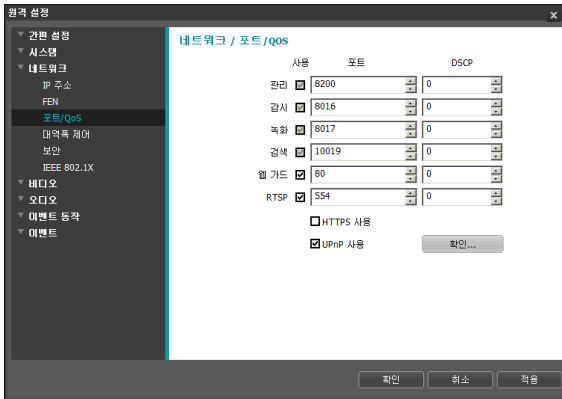 원격 설정
x
간편 설정
시스템
네트워크
IP 주소
FEN
포트/QoS
대역폭 제어
보안
IEEE 802.1X
비디오
오디오
이벤트 동작
이벤트
네트워크 / 포트/QOS
사용 포트 DSCP
관리 8200 0
감시 8016 0
녹화 8017 0
검색 10019 0
웹 가드 80 0
RTSP 554 0
HTTPS 사용
UPnP 사용 확인...
확인 취소 적용